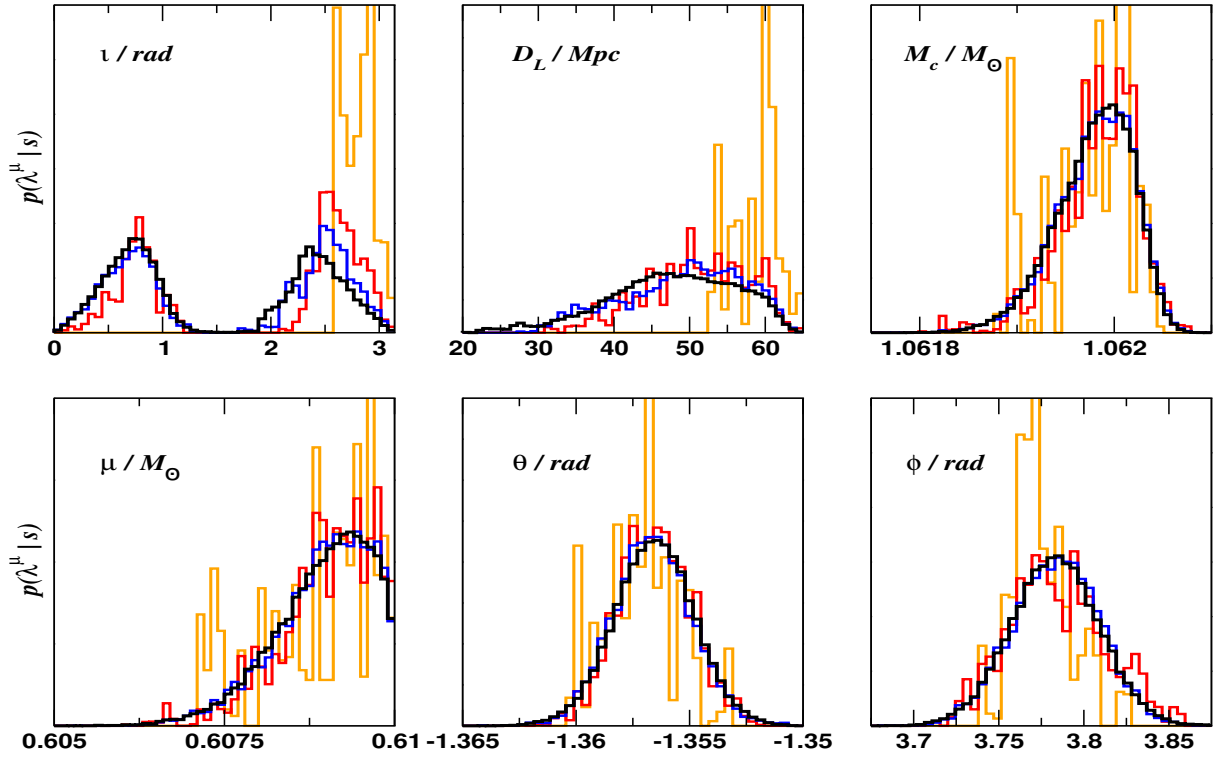 ι / rad
D_L / Mpc
M_c / M_⊙
p(λ^μ | s)
0 1 2 3
20 30 40 50 60
1.0618 1.062
μ / M_⊙
θ / rad
ϕ / rad
p(λ^μ | s)
0.605 0.6075 0.61
-1.365 -1.36 -1.355 -1.35
3.7 3.75 3.8 3.85